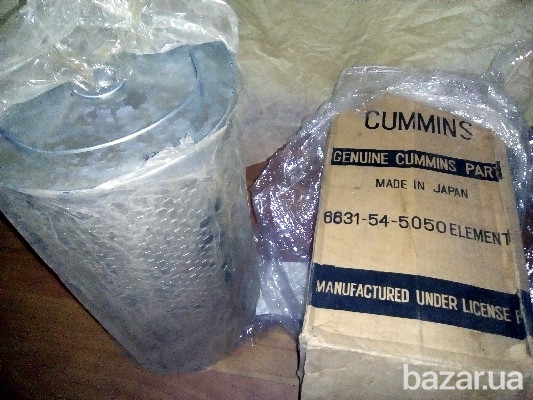 CUMMINS
GENUINE CUMMINS PART
MADE IN JAPAN
6631-54-5050 ELEMENT
MANUFACTURED UNDER LICENSE
bazar.ua